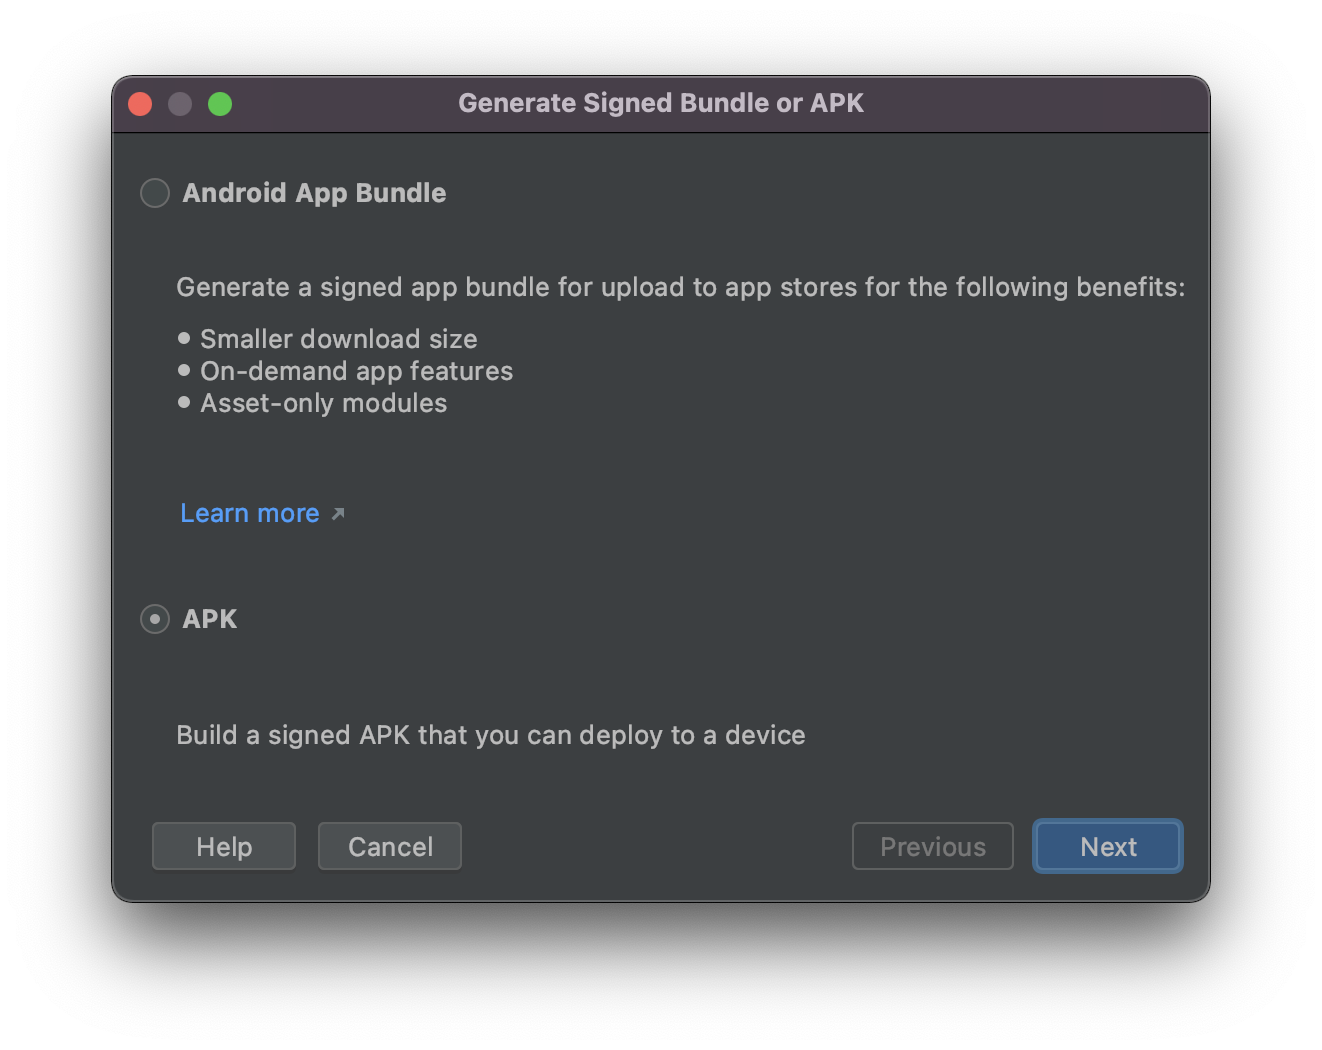 Generate Signed Bundle or APK
Android App Bundle
Generate a signed app bundle for upload to app stores for the following benefits:
• Smaller download size
• On-demand app features
• Asset-only modules
Learn more ↗
APK
Build a signed APK that you can deploy to a device
Help Cancel Previous Next